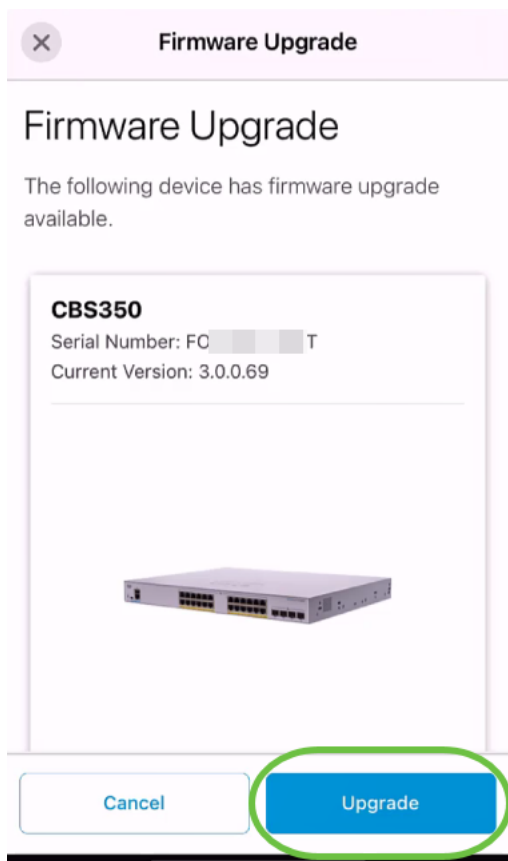 Firmware Upgrade
Firmware Upgrade
The following device has firmware upgrade
available.
CBS350
Serial Number: FO T
Current Version: 3.0.0.69
Cancel
Upgrade